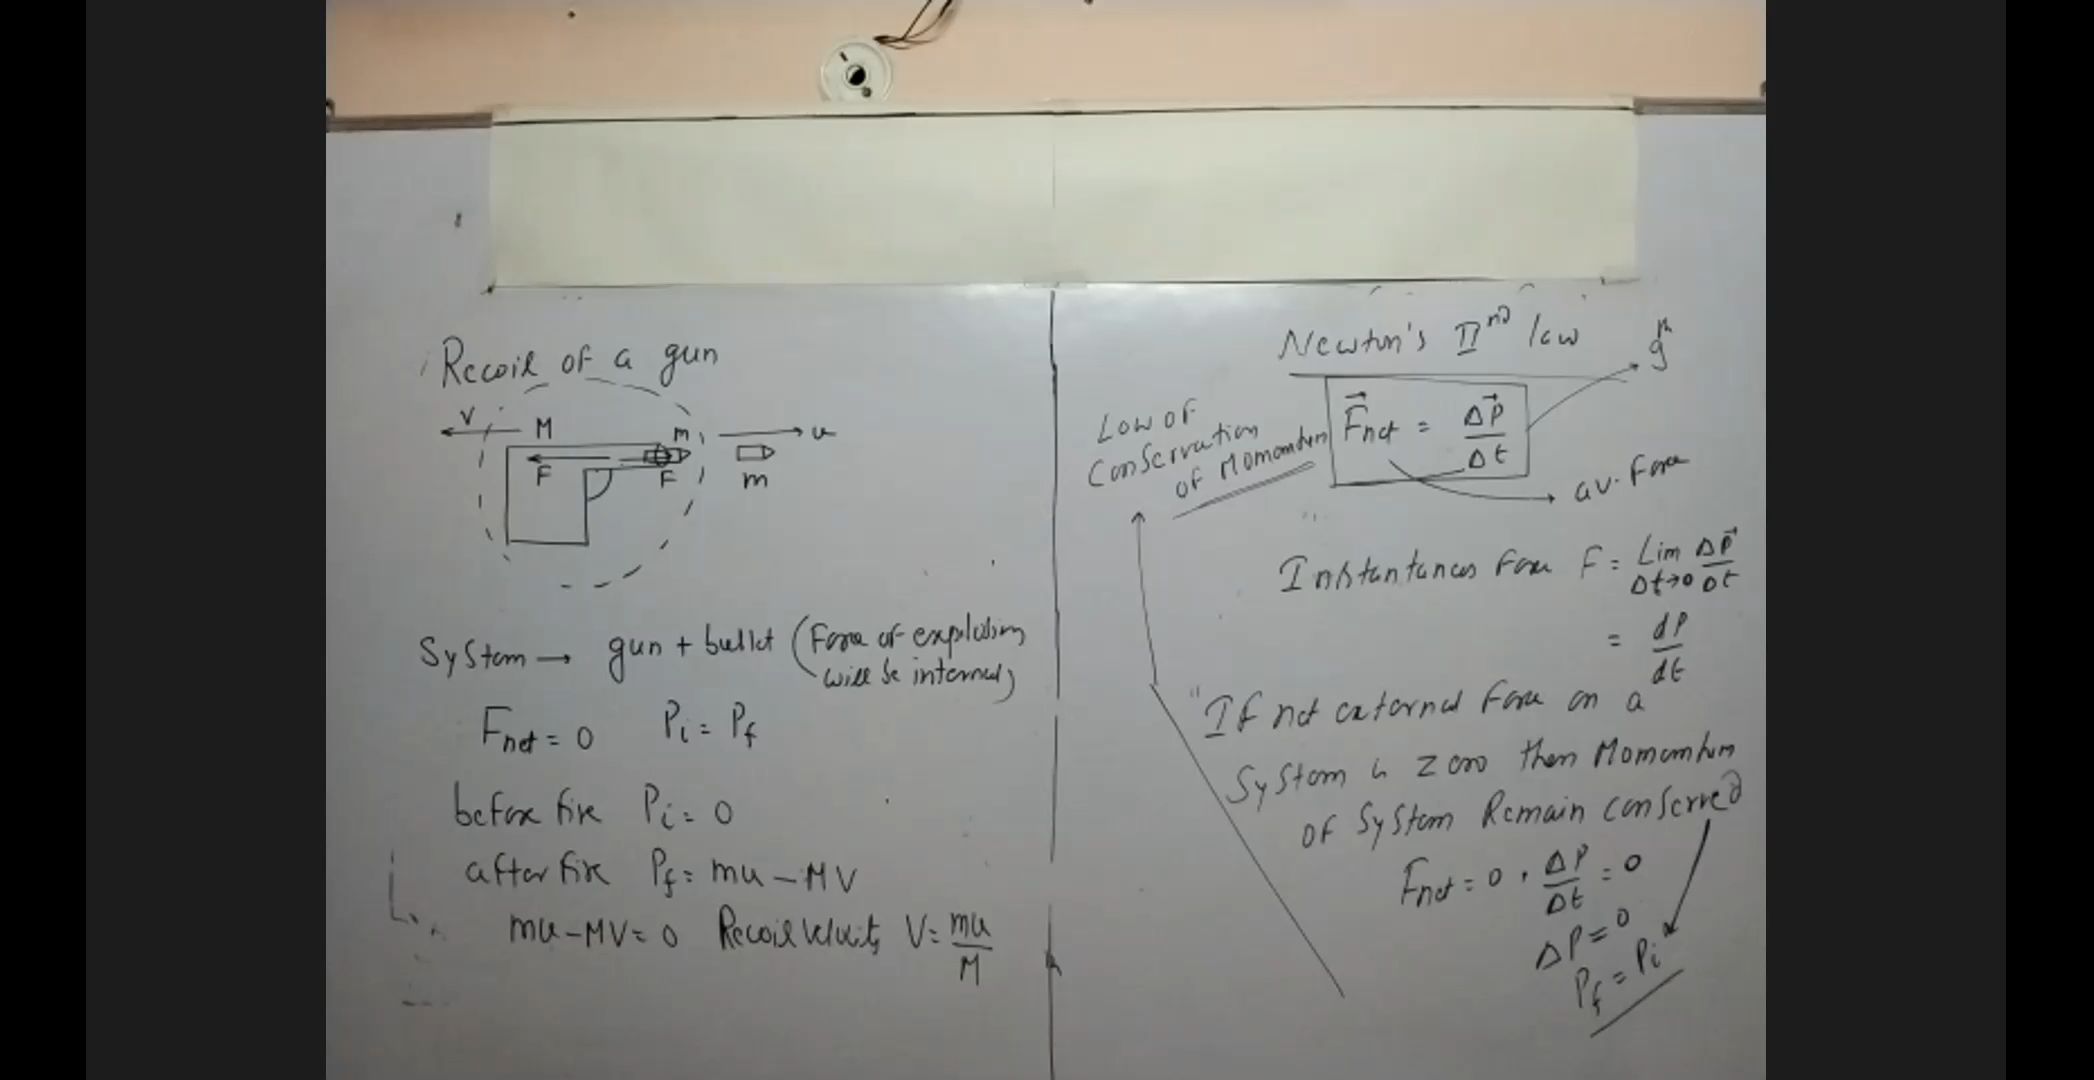 Recoil of a gun
V
M
m
u
F
F
m
System → gun + bullet (Force of explosion
will be internal)
Fnet = 0 Pi = Pf
before fire Pi = 0
after fire Pf = mu - MV
mu - MV = 0 Recoil velocity V = mu/M
Newton's IInd law
F⃗net = ΔP⃗/Δt
9th
av. Force
Law of
Conservation
of Momentum
Instantaneous Force F = Lim Δt→0 ΔP⃗/Δt
= dP/dt
"If net external Force on a
System is zero then Momentum
of System Remain conserved
Fnet = 0, ΔP/Δt = 0
ΔP = 0
Pf = Pi